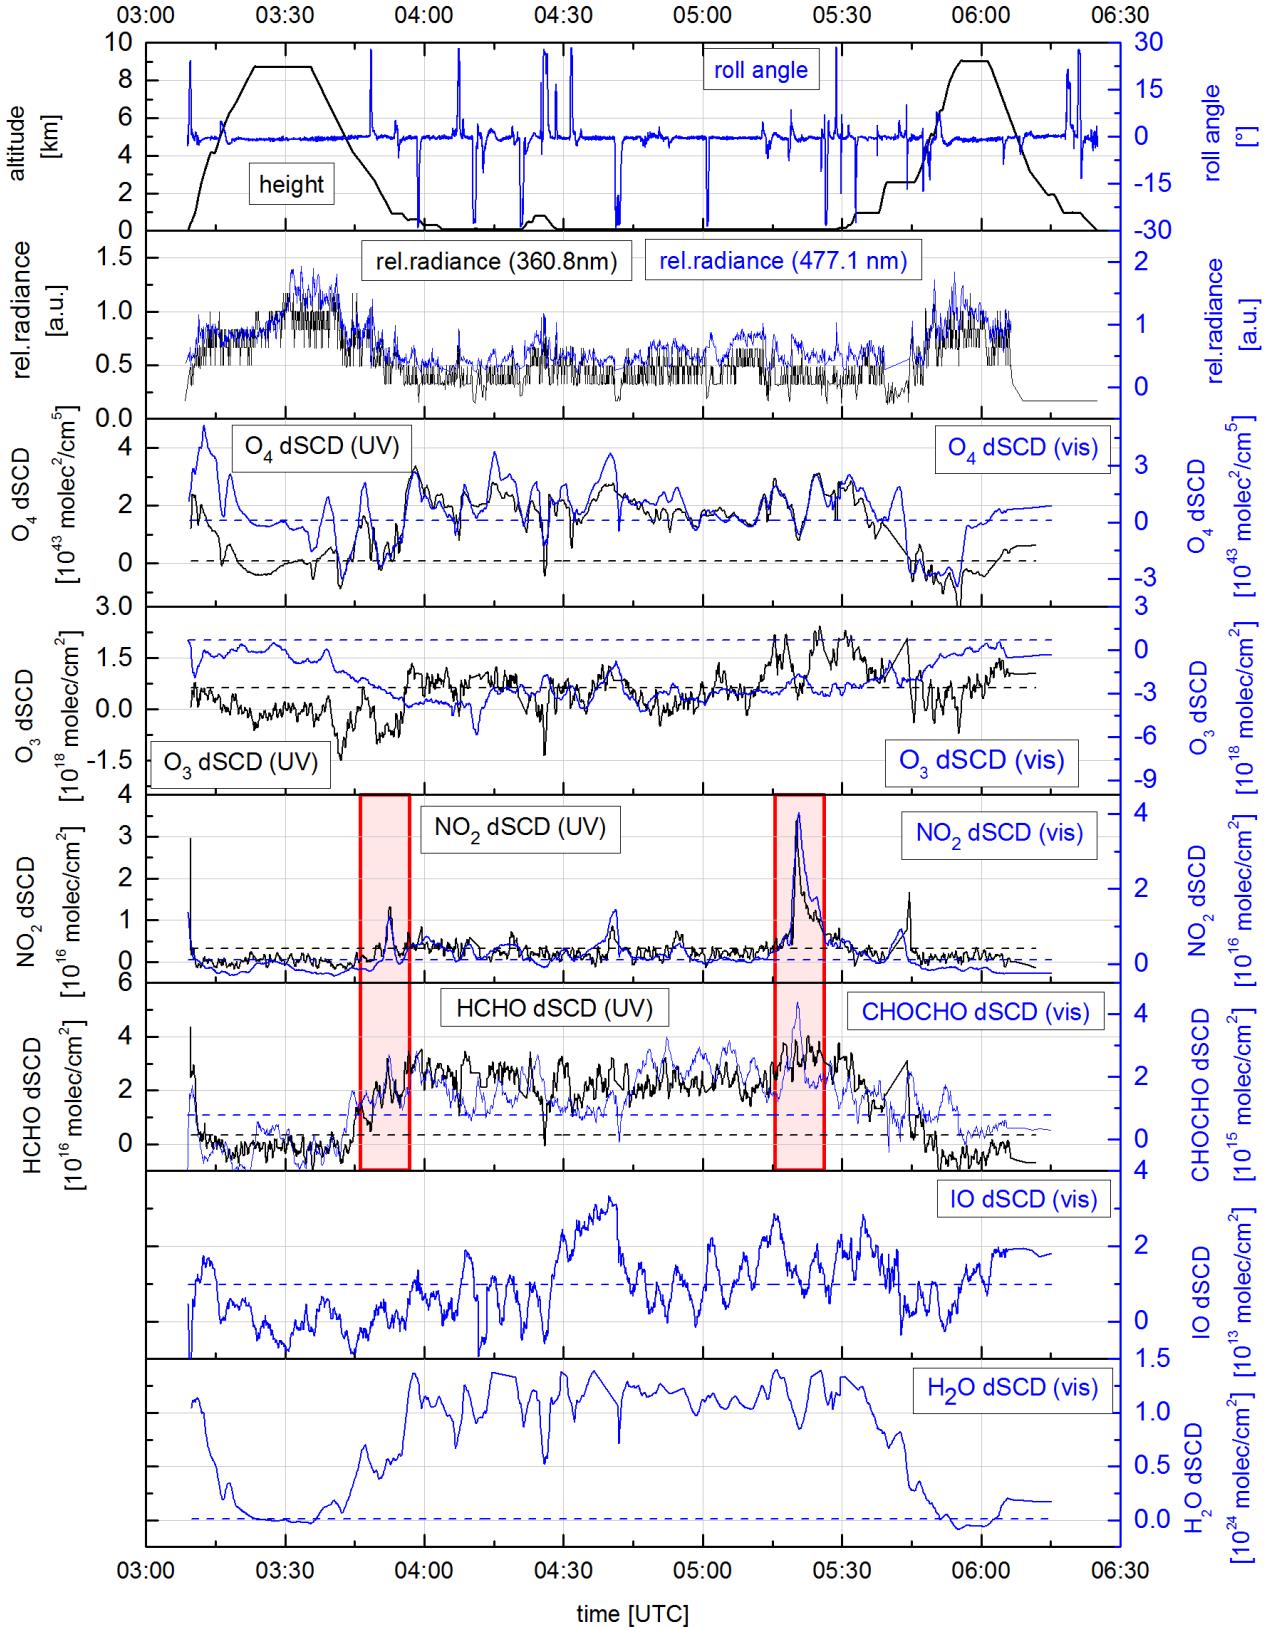 03:00 03:30 04:00 04:30 05:00 05:30 06:00 06:30
10 8 6 4 2 0
altitude [km]
height
roll angle
30 15 0 -15 -30
roll angle [°]
1.5 1.0 0.5 0.0
rel.radiance [a.u.]
rel.radiance (360.8nm)
rel.radiance (477.1 nm)
2 1 0
rel.radiance [a.u.]
4 2 0
O4 dSCD [10^43 molec^2/cm^5]
O4 dSCD (UV)
O4 dSCD (vis)
3 0 -3
O4 dSCD [10^43 molec^2/cm^5]
3.0 1.5 0.0 -1.5
O3 dSCD [10^18 molec/cm^2]
O3 dSCD (UV)
O3 dSCD (vis)
3 0 -3 -6 -9
O3 dSCD [10^18 molec/cm^2]
4 3 2 1 0
NO2 dSCD [10^16 molec/cm^2]
NO2 dSCD (UV)
NO2 dSCD (vis)
4 2 0
NO2 dSCD [10^16 molec/cm^2]
6 4 2 0
HCHO dSCD [10^16 molec/cm^2]
HCHO dSCD (UV)
CHOCHO dSCD (vis)
4 2 0
CHOCHO dSCD [10^15 molec/cm^2]
IO dSCD (vis)
4 2 0
IO dSCD [10^13 molec/cm^2]
H2O dSCD (vis)
1.5 1.0 0.5 0.0
H2O dSCD [10^24 molec/cm^2]
03:00 03:30 04:00 04:30 05:00 05:30 06:00 06:30
time [UTC]